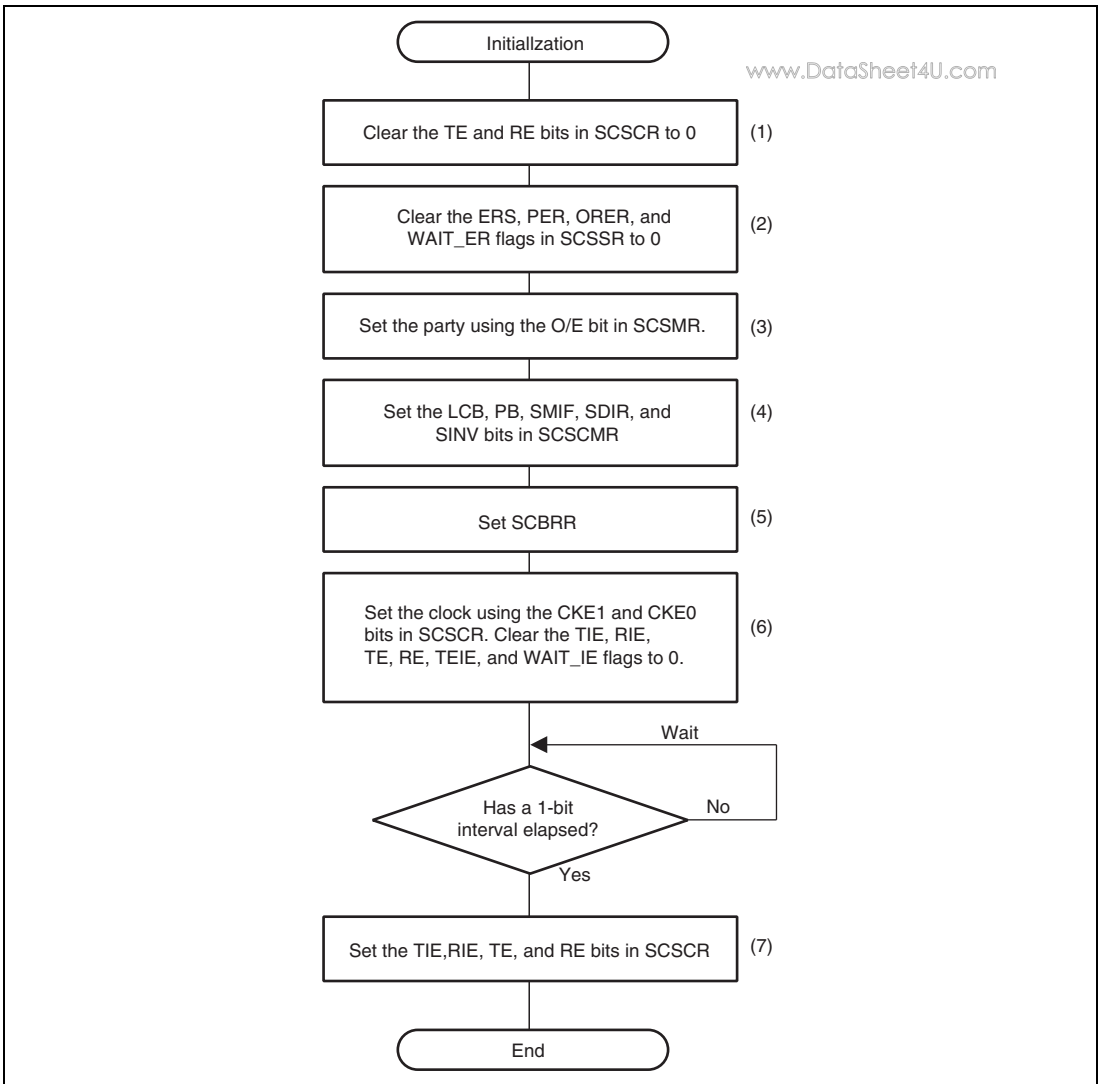 Initiallzation
www.DataSheet4U.com
Clear the TE and RE bits in SCSCR to 0
(1)
Clear the ERS, PER, ORER, and
WAIT_ER flags in SCSSR to 0
(2)
Set the party using the O/E bit in SCSMR.
(3)
Set the LCB, PB, SMIF, SDIR, and
SINV bits in SCSCMR
(4)
Set SCBRR
(5)
Set the clock using the CKE1 and CKE0
bits in SCSCR. Clear the TIE, RIE,
TE, RE, TEIE, and WAIT_IE flags to 0.
(6)
Wait
Has a 1-bit
interval elapsed?
No
Yes
Set the TIE,RIE, TE, and RE bits in SCSCR
(7)
End